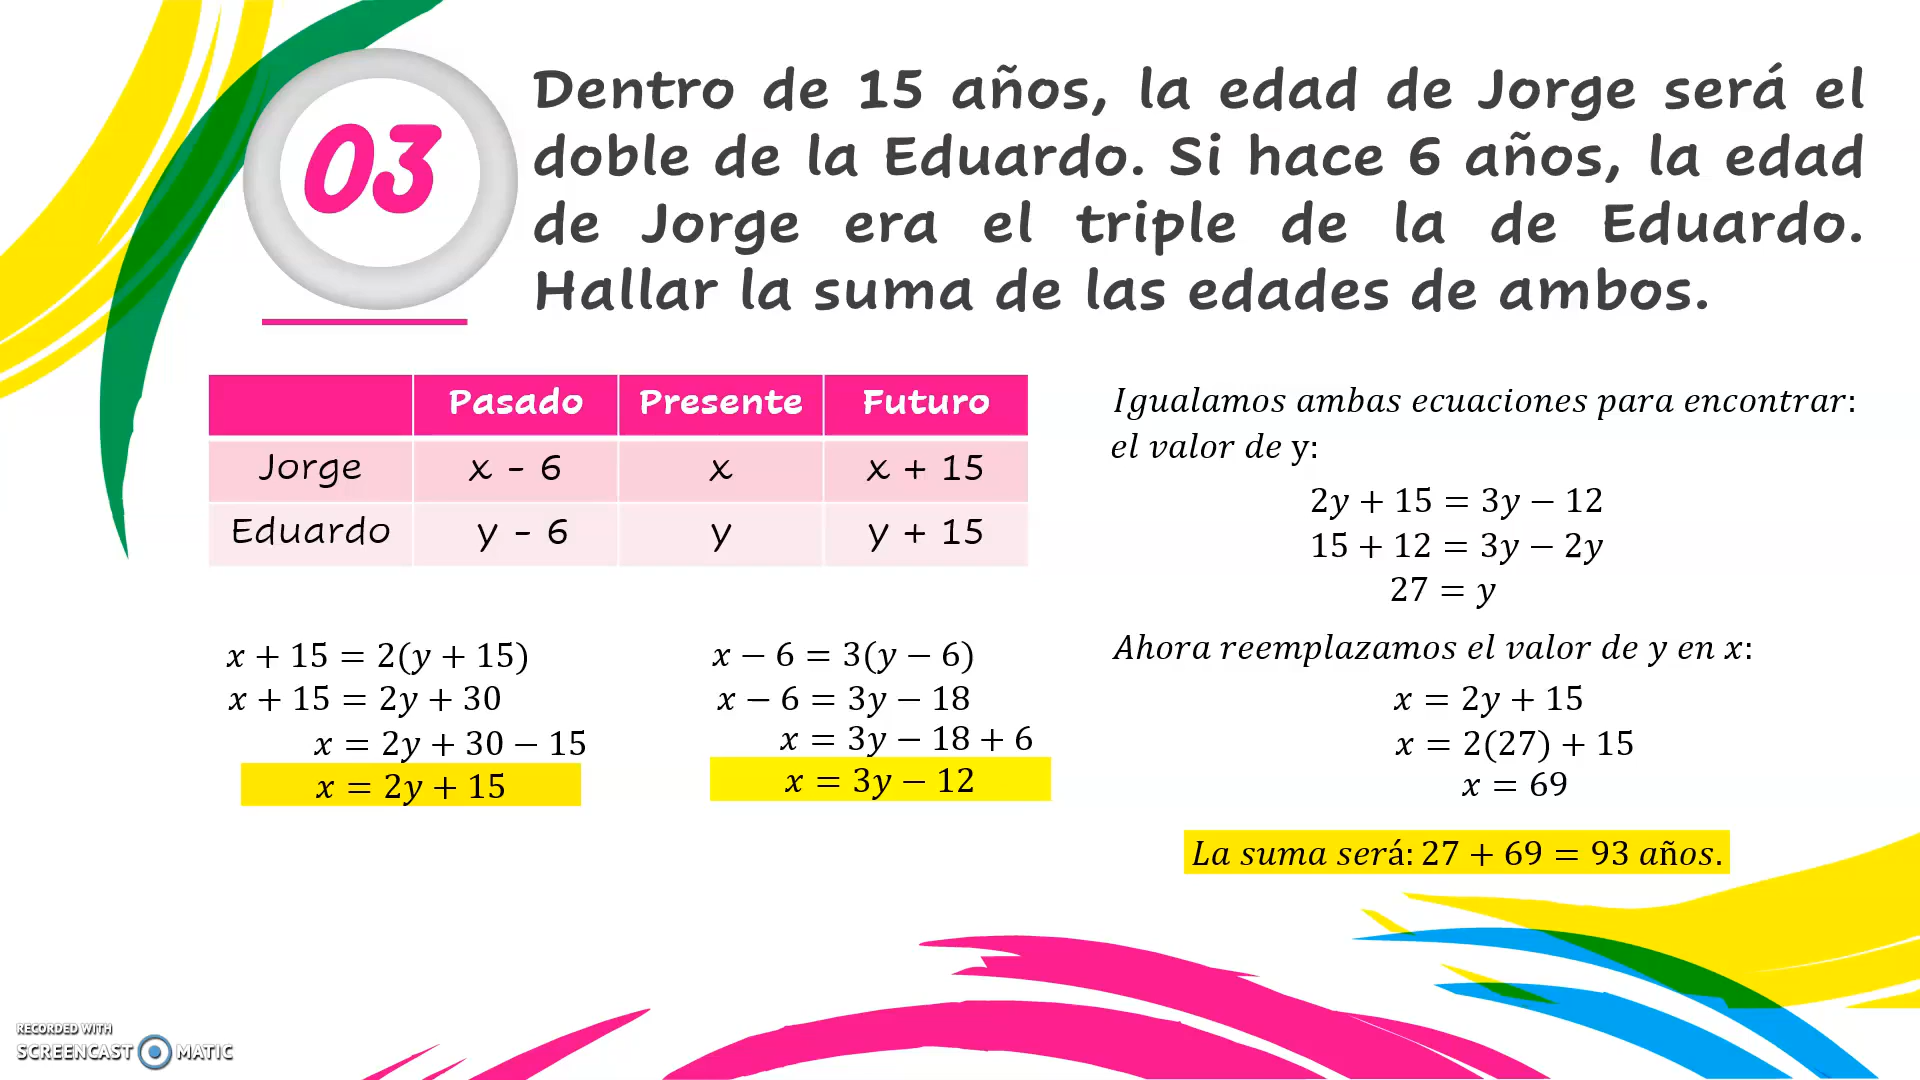 03
Dentro de 15 años, la edad de Jorge será el
doble de la Eduardo. Si hace 6 años, la edad
de Jorge era el triple de la de Eduardo.
Hallar la suma de las edades de ambos.
Pasado Presente Futuro
Jorge x - 6 x x + 15
Eduardo y - 6 y y + 15
x + 15 = 2(y + 15)
x + 15 = 2y + 30
x = 2y + 30 − 15
x = 2y + 15
x − 6 = 3(y − 6)
x − 6 = 3y − 18
x = 3y − 18 + 6
x = 3y − 12
Igualamos ambas ecuaciones para encontrar:
el valor de y:
2y + 15 = 3y − 12
15 + 12 = 3y − 2y
27 = y
Ahora reemplazamos el valor de y en x:
x = 2y + 15
x = 2(27) + 15
x = 69
La suma será: 27 + 69 = 93 años.
RECORDED WITH
SCREENCAST MATIC